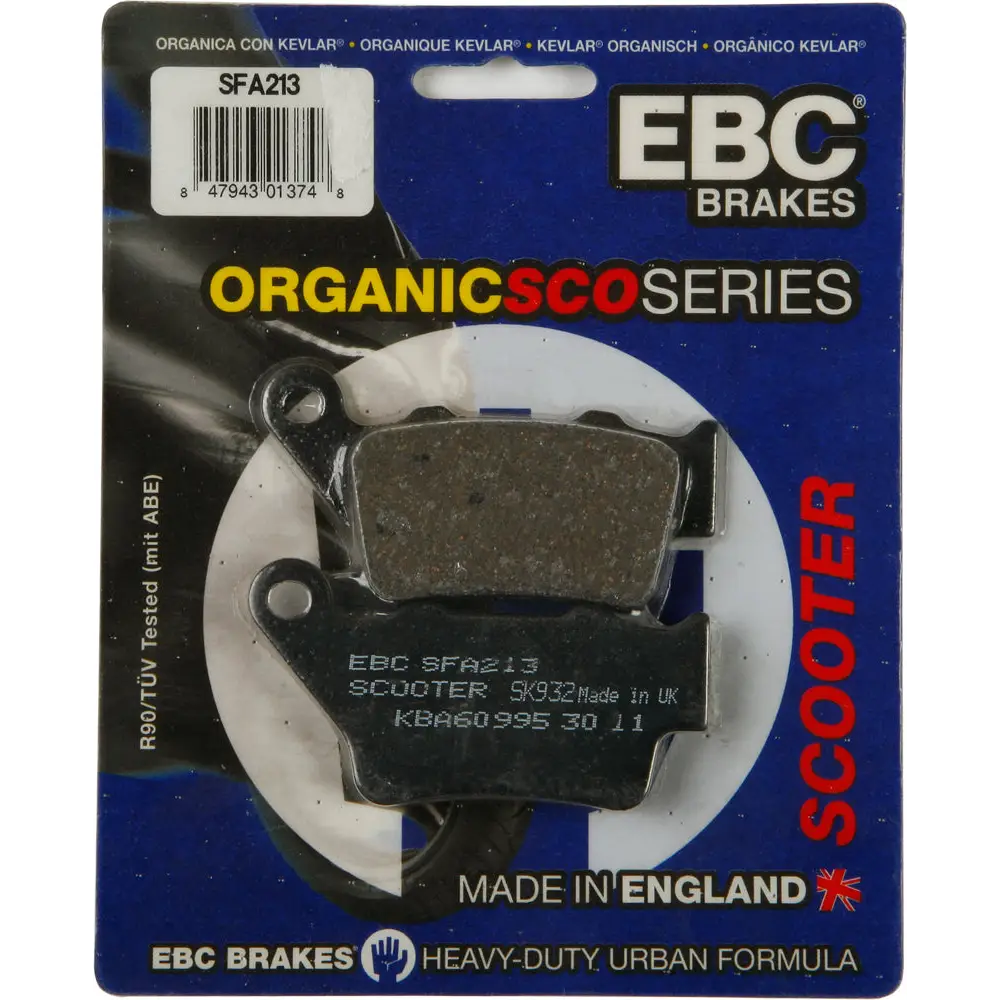 ORGANICA CON KEVLAR® • ORGANIQUE KEVLAR® • KEVLAR® ORGANISCH • ORGÂNICO KEVLAR®
SFA213
8 47943 01374 8
EBC®
BRAKES
ORGANICSCOSERIES
R90/TÜV Tested (mit ABE)
SCOOTER
EBC SFA213
SCOOTER SK932 Made in UK
KBA60995 30 11
MADE IN ENGLAND
EBC BRAKES HEAVY-DUTY URBAN FORMULA